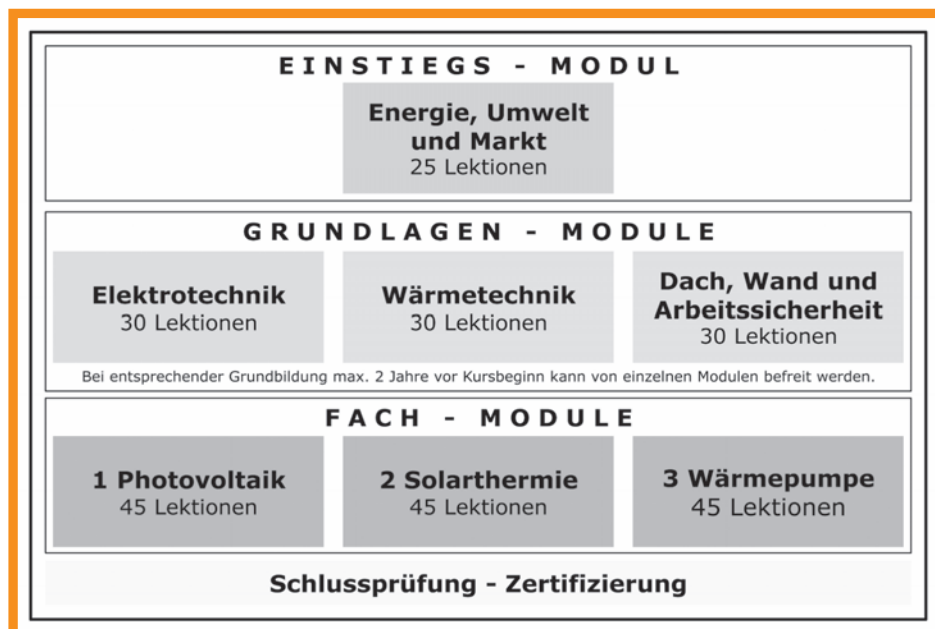 EINSTIEGS - MODUL
Energie, Umwelt
und Markt
25 Lektionen
GRUNDLAGEN - MODULE
Elektrotechnik
30 Lektionen
Wärmetechnik
30 Lektionen
Dach, Wand und
Arbeitssicherheit
30 Lektionen
Bei entsprechender Grundbildung max. 2 Jahre vor Kursbeginn kann von einzelnen Modulen befreit werden.
FACH - MODULE
1 Photovoltaik
45 Lektionen
2 Solarthermie
45 Lektionen
3 Wärmepumpe
45 Lektionen
Schlussprüfung - Zertifizierung